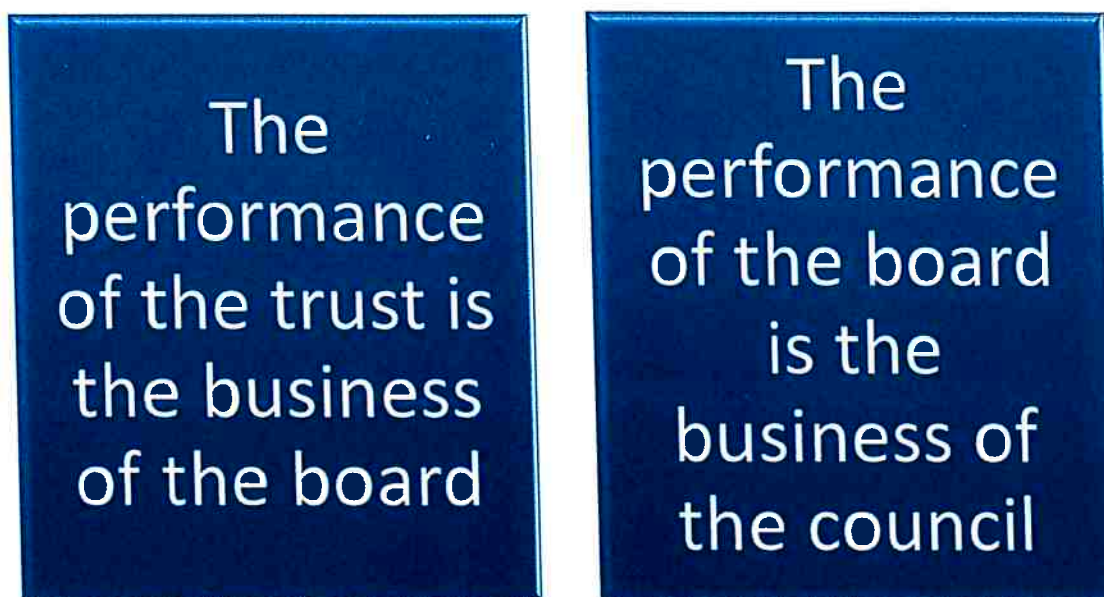 The
performance
of the trust is
the business
of the board
The
performance
of the board
is the
business of
the council